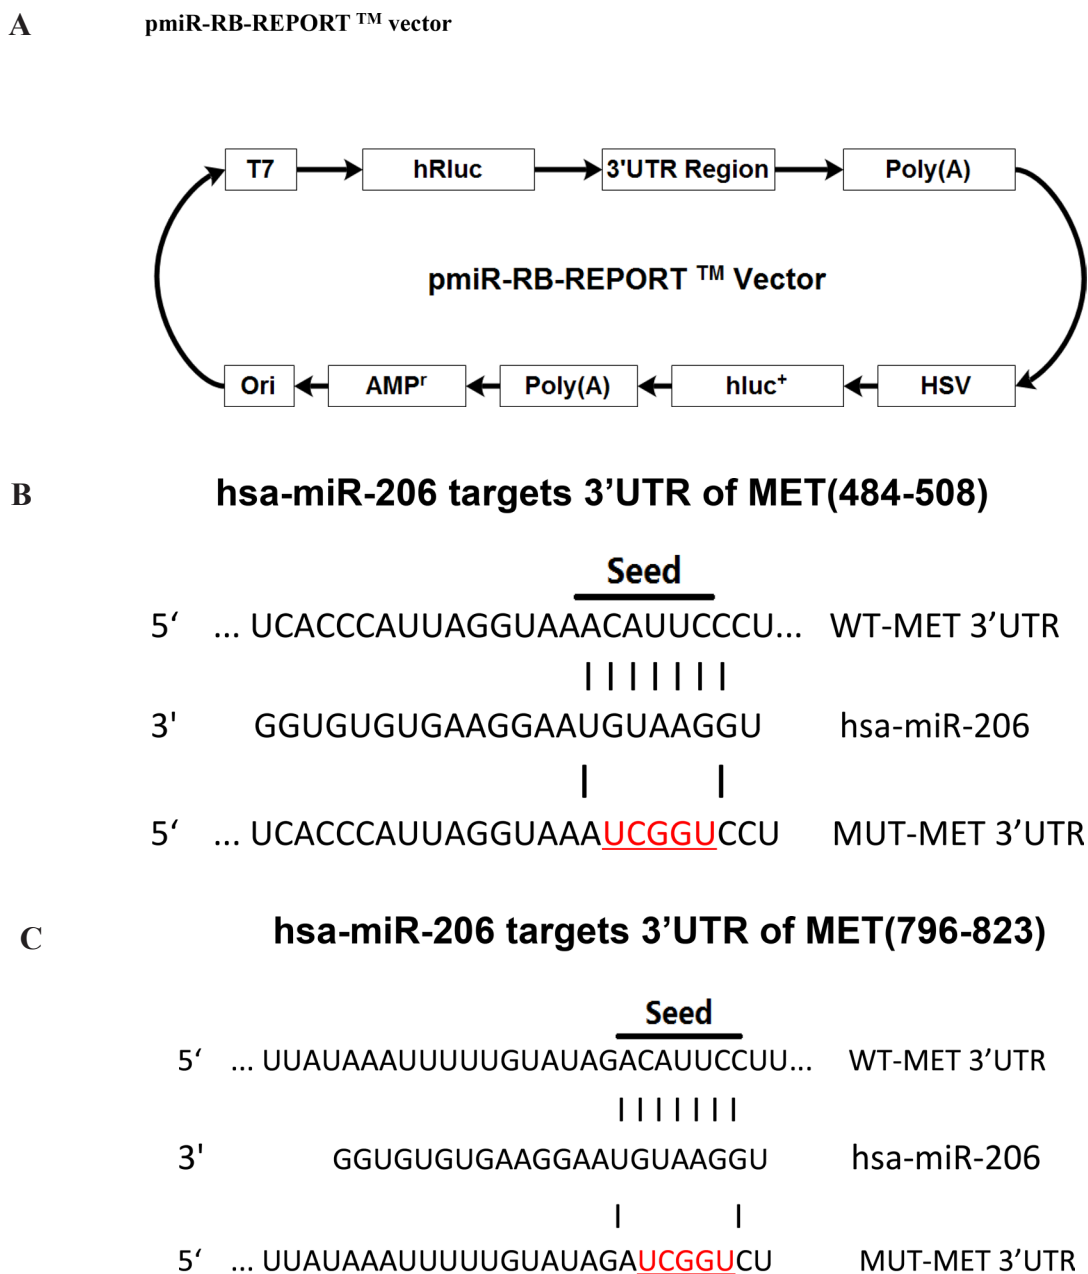 A pmiR-RB-REPORT TM vector
T7 hRluc 3'UTR Region Poly(A)
pmiR-RB-REPORT TM Vector
Ori AMPr Poly(A) hluc+ HSV
B hsa-miR-206 targets 3’UTR of MET(484-508)
Seed
5‘ ... UCACCCAUUAGGUAAACAUUCCCU... WT-MET 3’UTR
3' GGUGUGUGAAGGAAUGUAAGGU hsa-miR-206
5‘ ... UCACCCAUUAGGUAAAUCGGUCCU MUT-MET 3’UTR
C hsa-miR-206 targets 3’UTR of MET(796-823)
Seed
5‘ ... UUAUAAAUUUUUGUAUAGACAUUCCUU... WT-MET 3’UTR
3' GGUGUGUGAAGGAAUGUAAGGU hsa-miR-206
5‘ ... UUAUAAAUUUUUGUAUAGAUCGGUCU MUT-MET 3’UTR